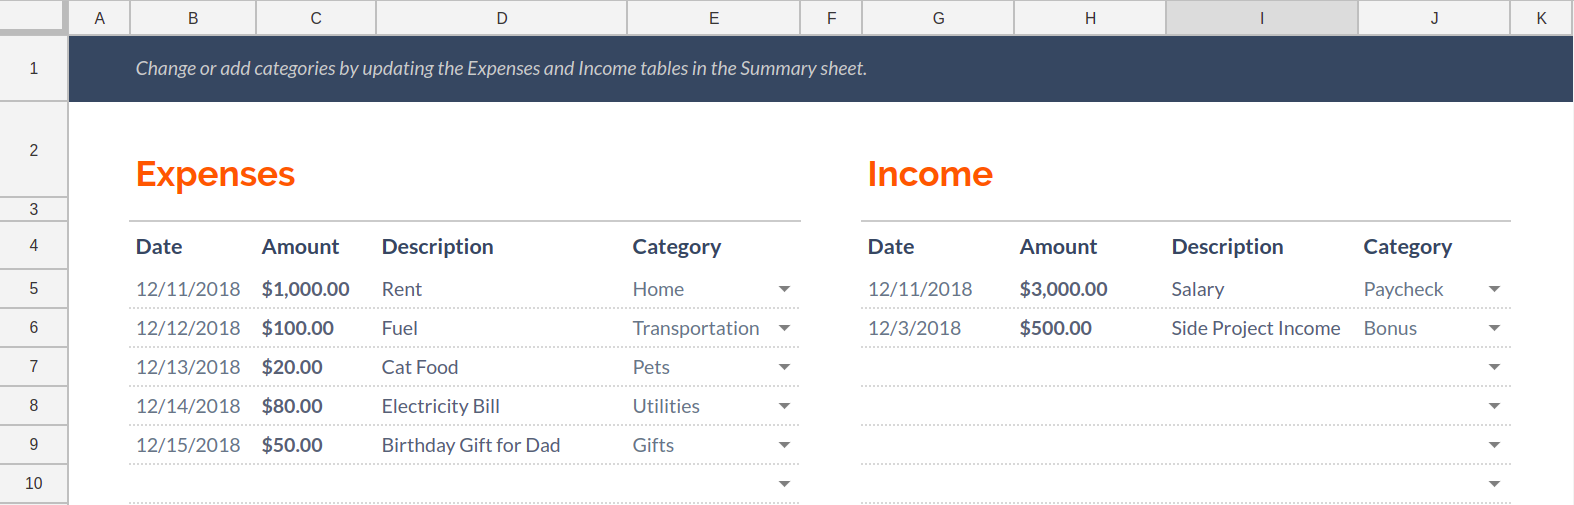 A B C D E F G H I J K
1 Change or add categories by updating the Expenses and Income tables in the Summary sheet.
2 Expenses Income
3
4 Date Amount Description Category Date Amount Description Category
5 12/11/2018 $1,000.00 Rent Home 12/11/2018 $3,000.00 Salary Paycheck
6 12/12/2018 $100.00 Fuel Transportation 12/3/2018 $500.00 Side Project Income Bonus
7 12/13/2018 $20.00 Cat Food Pets
8 12/14/2018 $80.00 Electricity Bill Utilities
9 12/15/2018 $50.00 Birthday Gift for Dad Gifts
10